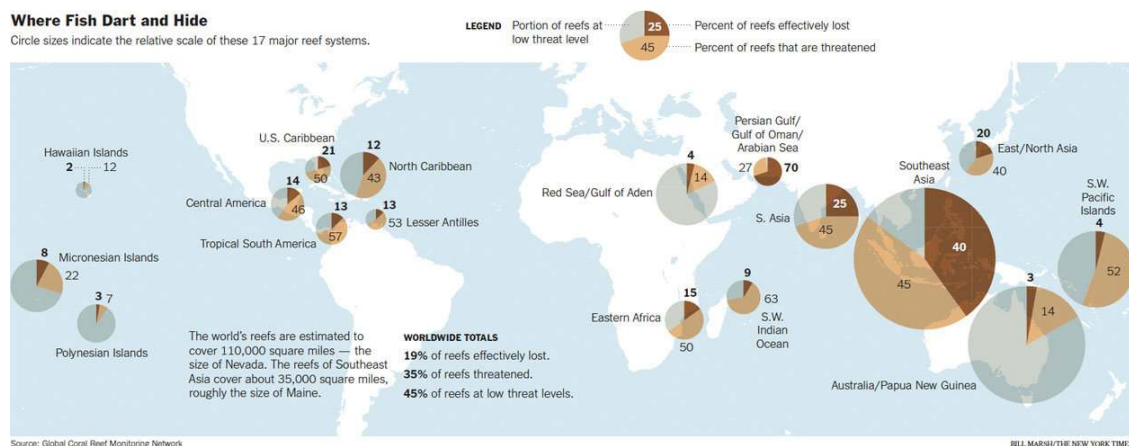 Where Fish Dart and Hide
Circle sizes indicate the relative scale of these 17 major reef systems.
LEGEND
Portion of reefs at
low threat level
25
45
Percent of reefs effectively lost
Percent of reefs that are threatened
Hawaiian Islands
2
12
U.S. Caribbean
21
50
12
43
North Caribbean
14
46
Central America
13
57
Tropical South America
13
53 Lesser Antilles
8
Micronesian Islands
22
3 7
Polynesian Islands
4
14
Red Sea/Gulf of Aden
Persian Gulf/
Gulf of Oman/
Arabian Sea
27
70
25
45
S. Asia
Southeast
Asia
40
45
20
East/North Asia
40
S.W.
Pacific
Islands
4
52
15
Eastern Africa
50
9
63
S.W.
Indian
Ocean
3
14
Australia/Papua New Guinea
The world's reefs are estimated to
cover 110,000 square miles — the
size of Nevada. The reefs of Southeast
Asia cover about 35,000 square miles,
roughly the size of Maine.
WORLDWIDE TOTALS
19% of reefs effectively lost.
35% of reefs threatened.
45% of reefs at low threat levels.
Source: Global Coral Reef Monitoring Network
BILL MARSH/THE NEW YORK TIME